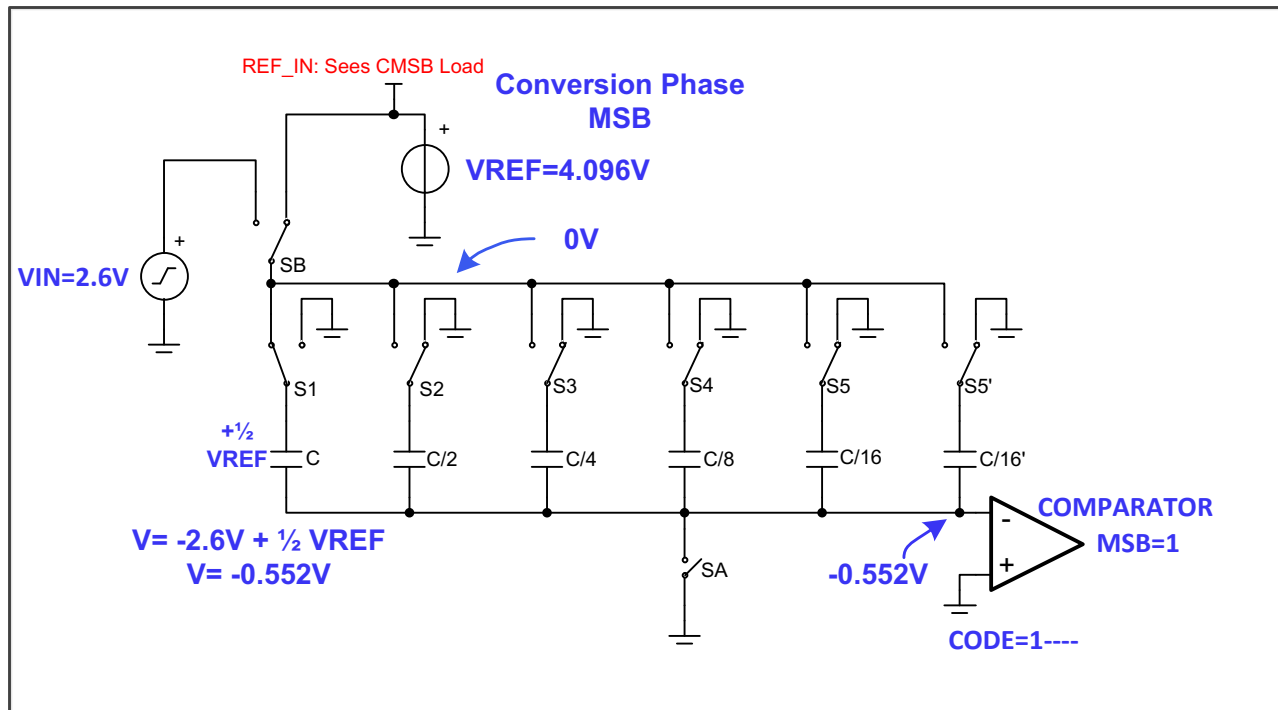 REF_IN: Sees CMSB Load
Conversion Phase
MSB
+
+
VREF=4.096V
0V
VIN=2.6V
SB
S1
S2
S3
S4
S5
S5'
+½
VREF
C
C/2
C/4
C/8
C/16
C/16'
V= -2.6V + ½ VREF
V= -0.552V
SA
-0.552V
-
+
COMPARATOR
MSB=1
CODE=1----